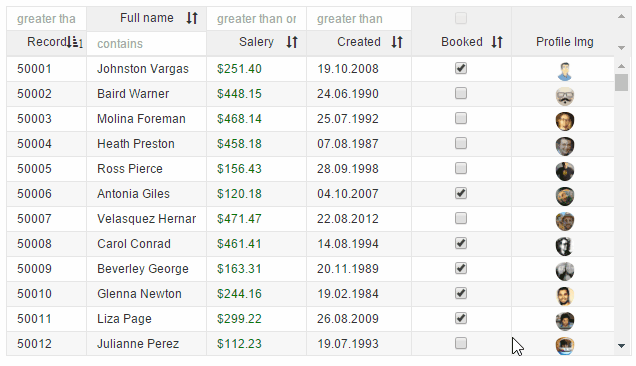 greater tha Full name greater than or greater than
Record 1 contains Salery Created Booked Profile Img
50001 Johnston Vargas $251.40 19.10.2008
50002 Baird Warner $448.15 24.06.1990
50003 Molina Foreman $468.14 25.07.1992
50004 Heath Preston $458.18 07.08.1987
50005 Ross Pierce $156.43 28.09.1998
50006 Antonia Giles $120.18 04.10.2007
50007 Velasquez Hernar $471.47 22.08.2012
50008 Carol Conrad $461.41 14.08.1994
50009 Beverley George $163.31 20.11.1989
50010 Glenna Newton $244.16 19.02.1984
50011 Liza Page $299.22 26.08.2009
50012 Julianne Perez $112.23 19.07.1993